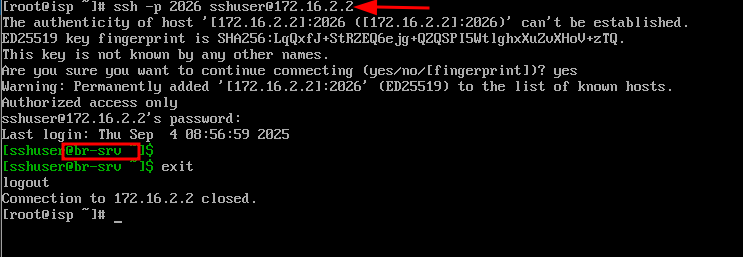 [root@isp ~]# ssh -p 2026 sshuser@172.16.2.2
The authenticity of host '[172.16.2.2]:2026 ([172.16.2.2]:2026)' can't be established.
ED25519 key fingerprint is SHA256:LqQxfJ+StRZEQ6ejg+QZQSPI5WtlghxXuZvXHoV+zTQ.
This key is not known by any other names.
Are you sure you want to continue connecting (yes/no/[fingerprint])? yes
Warning: Permanently added '[172.16.2.2]:2026' (ED25519) to the list of known hosts.
Authorized access only
sshuser@172.16.2.2's password:
Last login: Thu Sep  4 08:56:59 2025
[sshuser@br-srv ~]$
[sshuser@br-srv ~]$ exit
logout
Connection to 172.16.2.2 closed.
[root@isp ~]# _